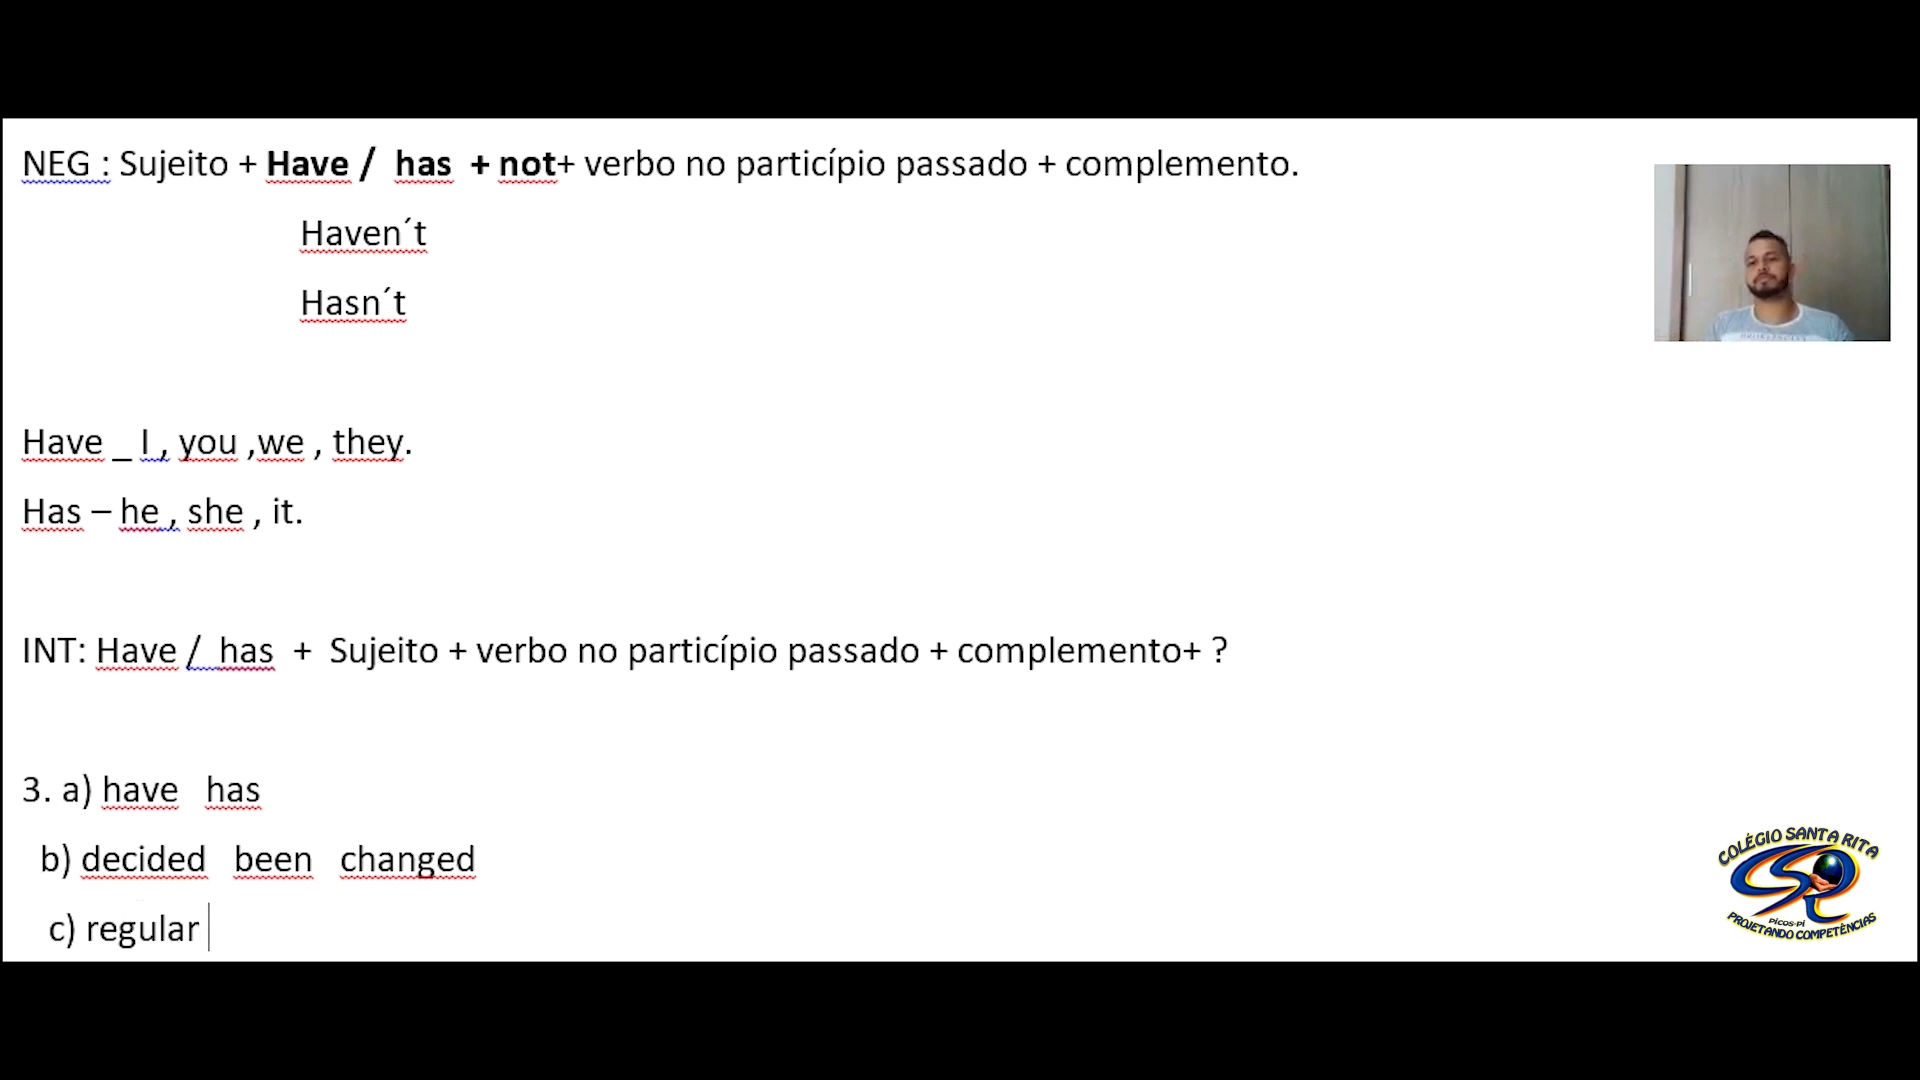 NEG : Sujeito + Have / has + not+ verbo no particípio passado + complemento.
Haven´t
Hasn´t
Have _ I , you ,we , they.
Has – he , she , it.
INT: Have / has + Sujeito + verbo no particípio passado + complemento+ ?
3. a) have has
b) decided been changed
c) regular
COLÉGIO SANTA RITA
PICOS-PI
PROJETANDO COMPETÊNCIAS